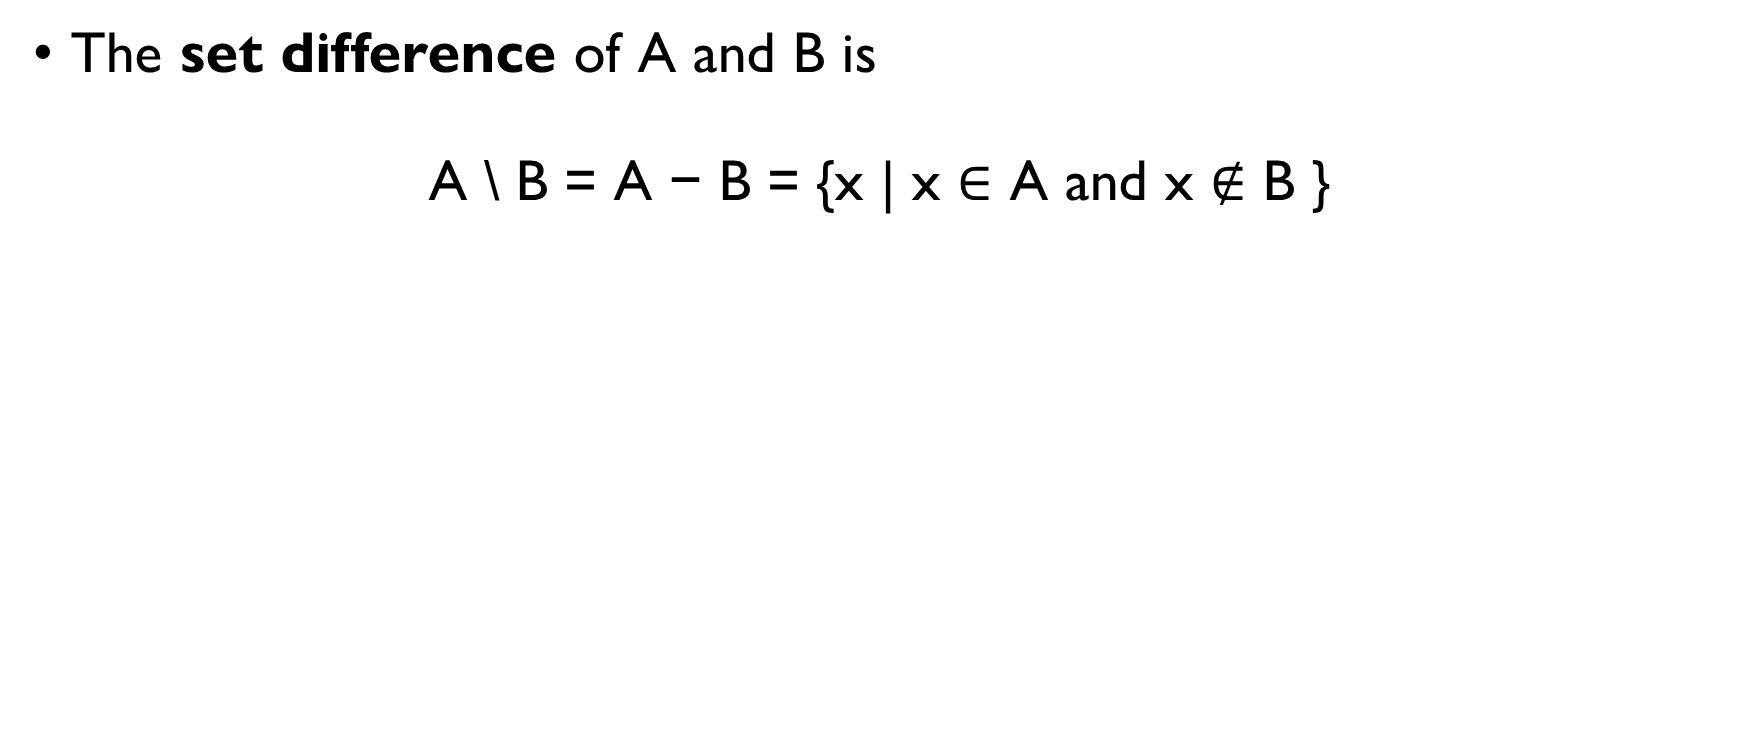 • The set difference of A and B is
A \ B = A − B = {x | x ∈ A and x ∉ B }